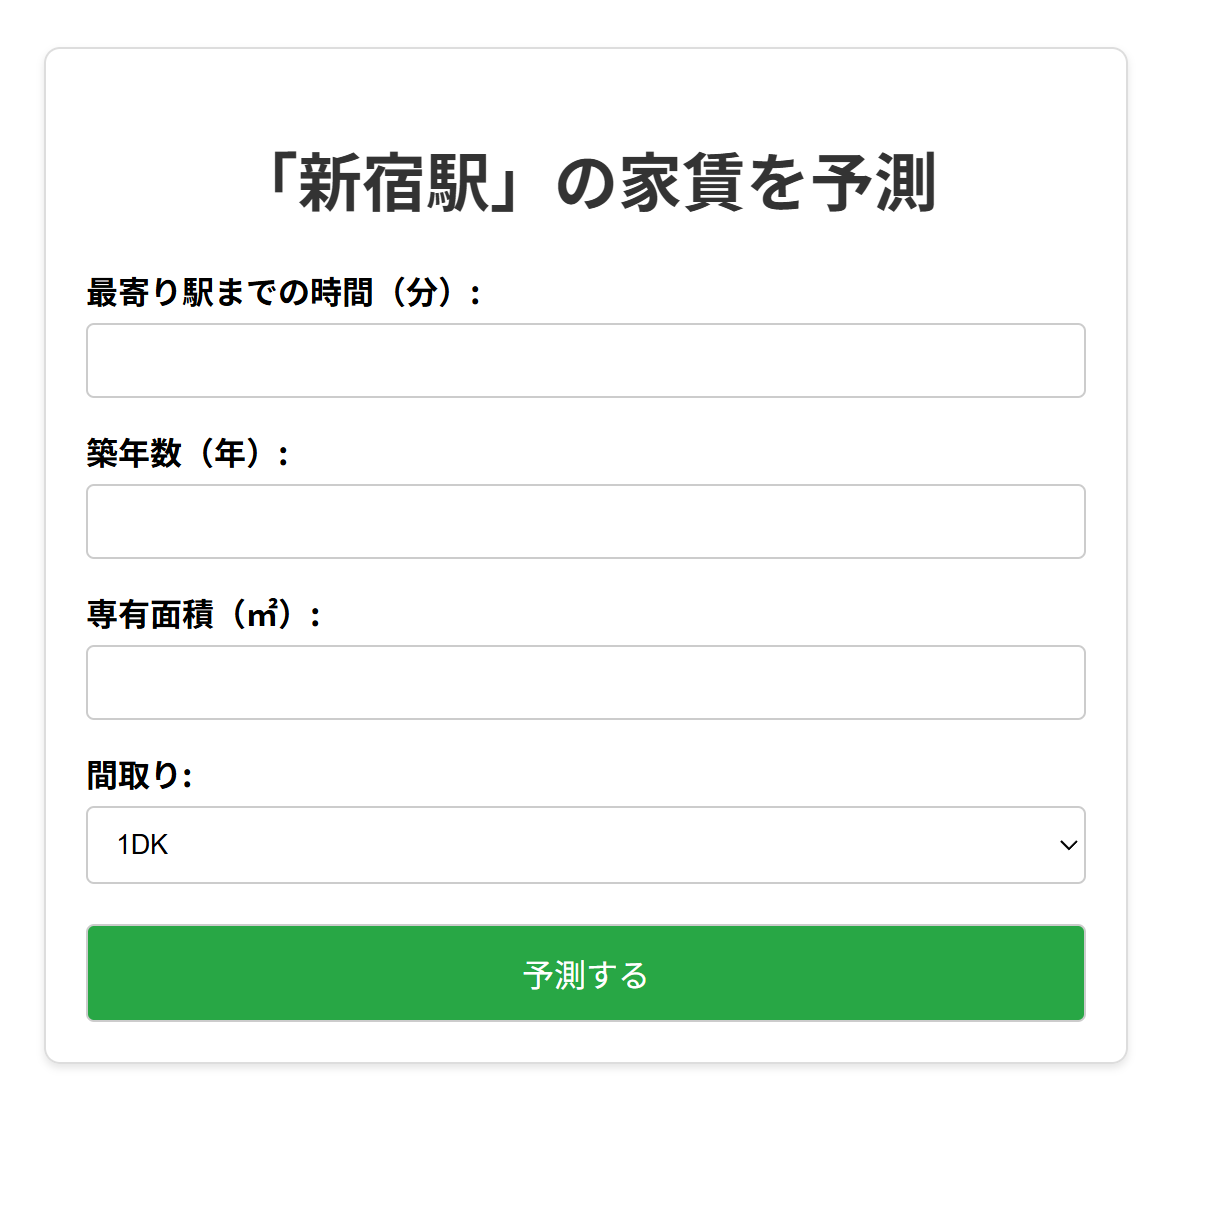 「新宿駅」の家賃を予測
最寄り駅までの時間（分）:
築年数（年）:
専有面積（㎡）:
間取り:
1DK
予測する